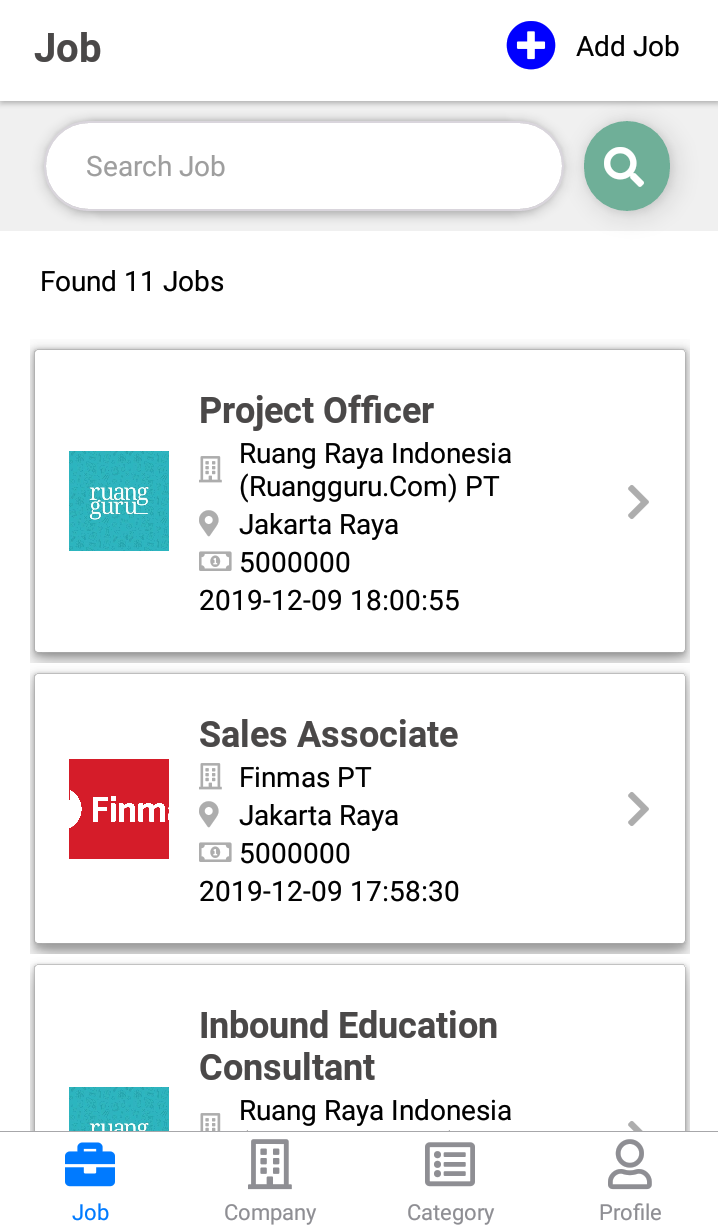 Job
Add Job
Search Job
Found 11 Jobs
Project Officer
ruang
guru
Ruang Raya Indonesia
(Ruangguru.Com) PT
Jakarta Raya
5000000
2019-12-09 18:00:55
Sales Associate
Finm
Finmas PT
Jakarta Raya
5000000
2019-12-09 17:58:30
Inbound Education
Consultant
ruang
Ruang Raya Indonesia
Job
Company
Category
Profile